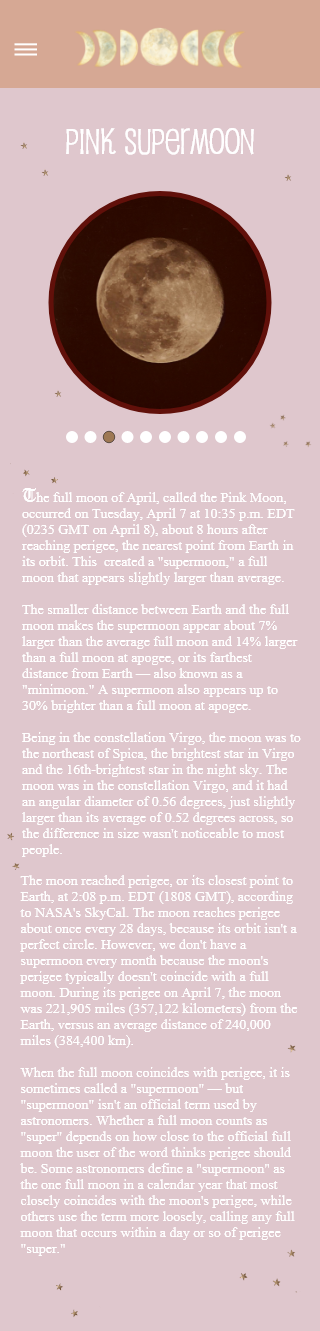 PINK SUPERMOON
The full moon of April, called the Pink Moon,
occurred on Tuesday, April 7 at 10:35 p.m. EDT
(0235 GMT on April 8), about 8 hours after
reaching perigee, the nearest point from Earth in
its orbit. This created a "supermoon," a full
moon that appears slightly larger than average.
The smaller distance between Earth and the full
moon makes the supermoon appear about 7%
larger than the average full moon and 14% larger
than a full moon at apogee, or its farthest
distance from Earth — also known as a
"minimoon." A supermoon also appears up to
30% brighter than a full moon at apogee.
Being in the constellation Virgo, the moon was to
the northeast of Spica, the brightest star in Virgo
and the 16th-brightest star in the night sky. The
moon was in the constellation Virgo, and it had
an angular diameter of 0.56 degrees, just slightly
larger than its average of 0.52 degrees across, so
the difference in size wasn't noticeable to most
people.
The moon reached perigee, or its closest point to
Earth, at 2:08 p.m. EDT (1808 GMT), according
to NASA's SkyCal. The moon reaches perigee
about once every 28 days, because its orbit isn't a
perfect circle. However, we don't have a
supermoon every month because the moon's
perigee typically doesn't coincide with a full
moon. During its perigee on April 7, the moon
was 221,905 miles (357,122 kilometers) from the
Earth, versus an average distance of 240,000
miles (384,400 km).
When the full moon coincides with perigee, it is
sometimes called a "supermoon" — but
"supermoon" isn't an official term used by
astronomers. Whether a full moon counts as
"super" depends on how close to the official full
moon the user of the word thinks perigee should
be. Some astronomers define a "supermoon" as
the one full moon in a calendar year that most
closely coincides with the moon's perigee, while
others use the term more loosely, calling any full
moon that occurs within a day or so of perigee
"super."